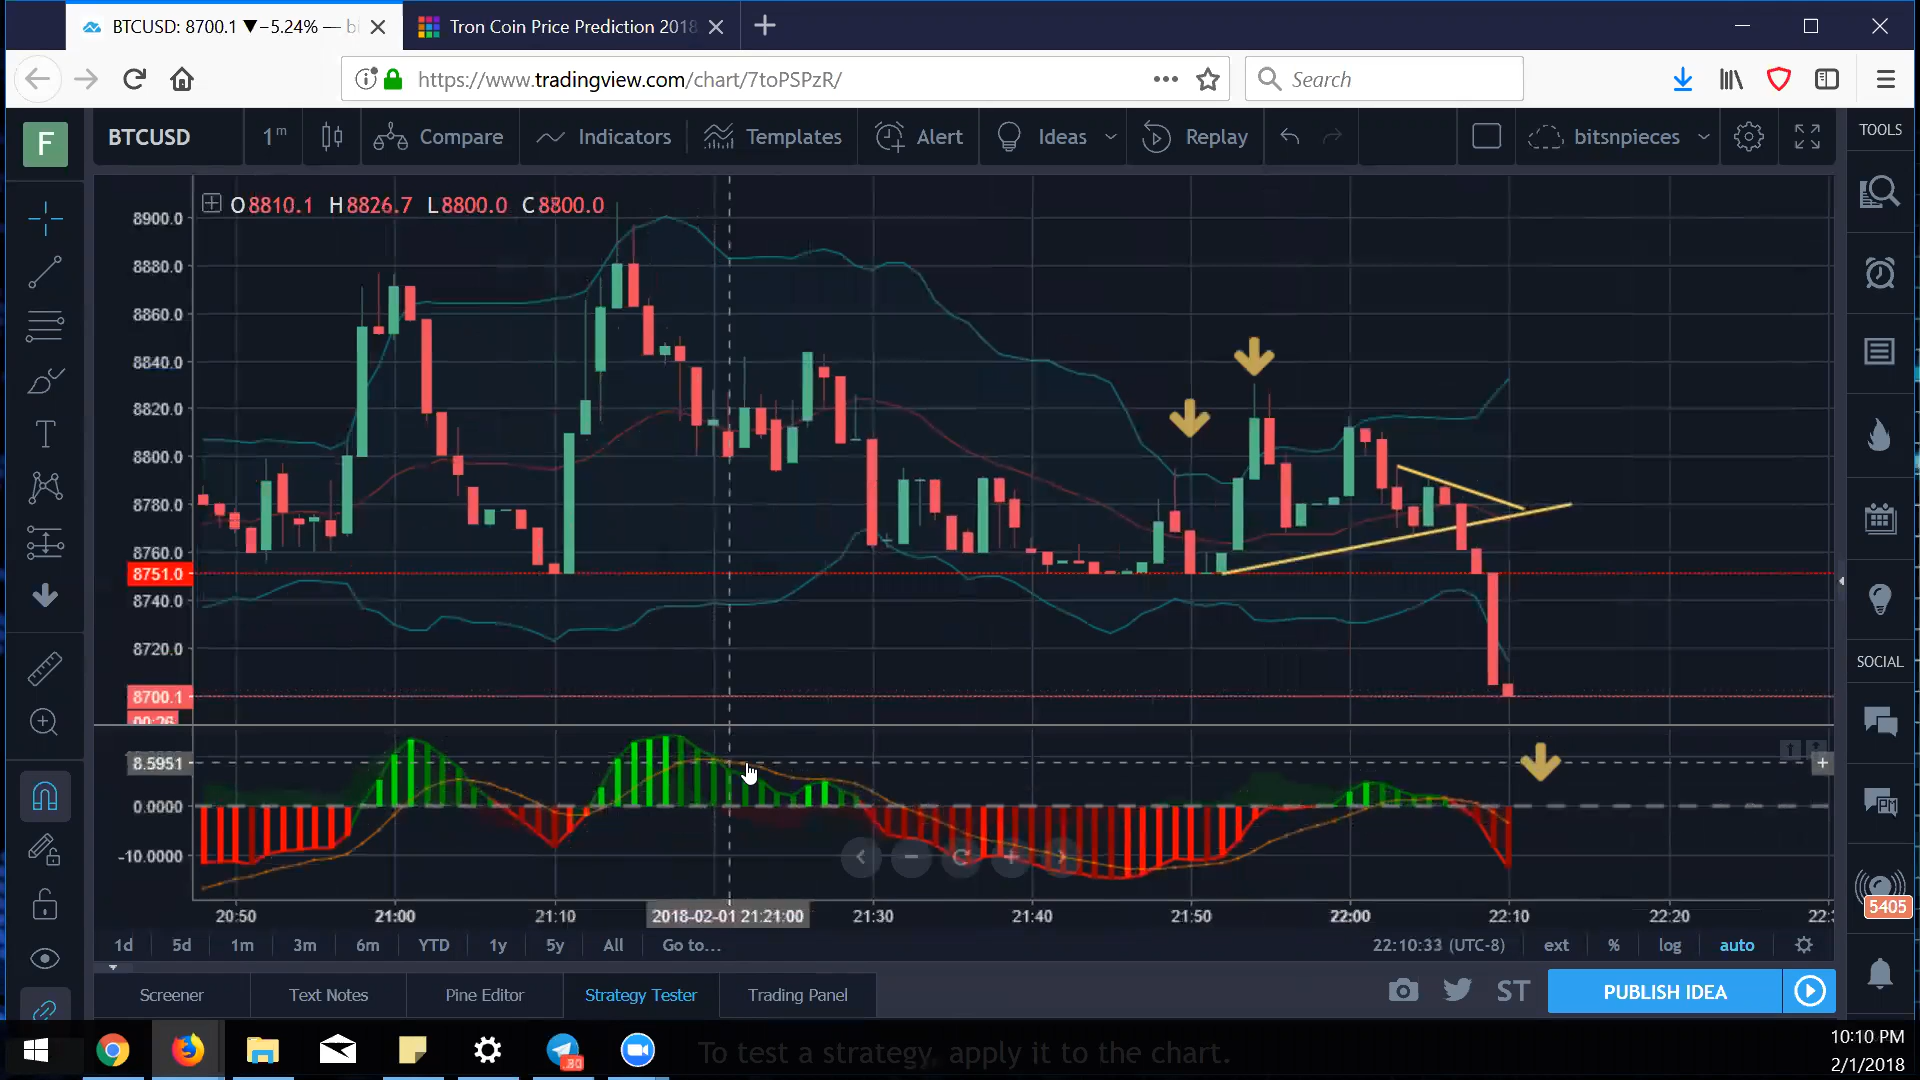 BTCUSD: 8700.1 ▼−5.24% — bi
Tron Coin Price Prediction 2018
https://www.tradingview.com/chart/7toPSPzR/
Search
F
BTCUSD
1m
Compare
Indicators
Templates
Alert
Ideas
Replay
bitsnpieces
TOOLS
O8810.1 H8826.7 L8800.0 C8800.0
8900.0
8880.0
8860.0
8840.0
8820.0
8800.0
8780.0
8760.0
8751.0
8740.0
8720.0
8700.1
00:26
SOCIAL
8.5951
0.0000
-10.0000
PM
5405
20:50 21:00 21:10 2018-02-01 21:21:00 21:30 21:40 21:50 22:00 22:10 22:20
1d 5d 1m 3m 6m YTD 1y 5y All Go to... 22:10:33 (UTC-8) ext % log auto
Screener Text Notes Pine Editor Strategy Tester Trading Panel
ST
PUBLISH IDEA
To test a strategy, apply it to the chart.
10:10 PM
2/1/2018